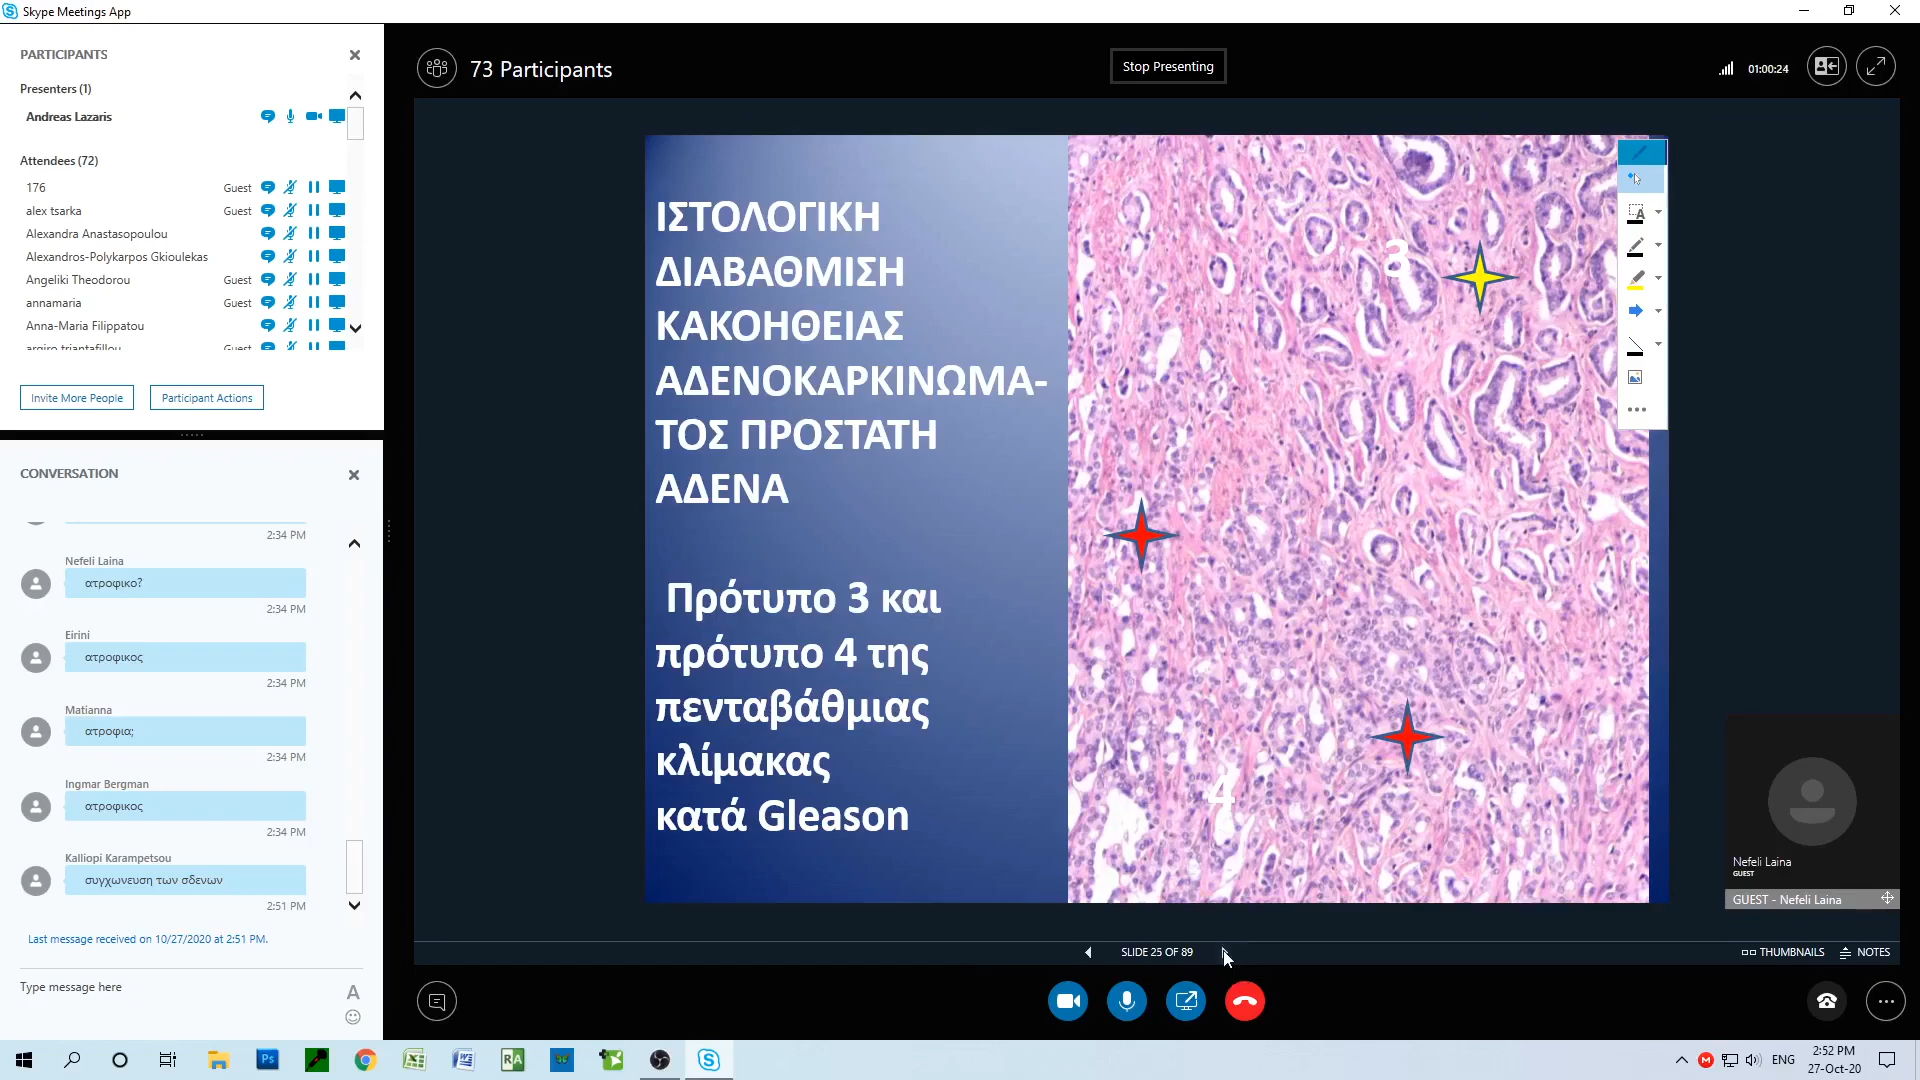 Skype Meetings App
PARTICIPANTS
Presenters (1)
Andreas Lazaris
Attendees (72)
176 Guest
alex tsarka Guest
Alexandra Anastasopoulou
Alexandros-Polykarpos Gkioulekas
Angeliki Theodorou Guest
annamaria Guest
Anna-Maria Filippatou
argiro triantafillou Guest
Invite More People Participant Actions
CONVERSATION
2:34 PM
Nefeli Laina
ατροφικο?
2:34 PM
Eirini
ατροφικος
2:34 PM
Matianna
ατροφια;
2:34 PM
Ingmar Bergman
ατροφικος
2:34 PM
Kalliopi Karampetsou
συγχωνευση των σδενων
2:51 PM
Last message received on 10/27/2020 at 2:51 PM.
Type message here
73 Participants
Stop Presenting
01:00:24
ΙΣΤΟΛΟΓΙΚΗ
ΔΙΑΒΑΘΜΙΣΗ
ΚΑΚΟΗΘΕΙΑΣ
ΑΔΕΝΟΚΑΡΚΙΝΩΜΑ-
ΤΟΣ ΠΡΟΣΤΑΤΗ
ΑΔΕΝΑ
Πρότυπο 3 και
πρότυπο 4 της
πενταβάθμιας
κλίμακας
κατά Gleason
3
4
Nefeli Laina
GUEST
GUEST - Nefeli Laina
SLIDE 25 OF 89
THUMBNAILS NOTES
ENG
2:52 PM
27-Oct-20